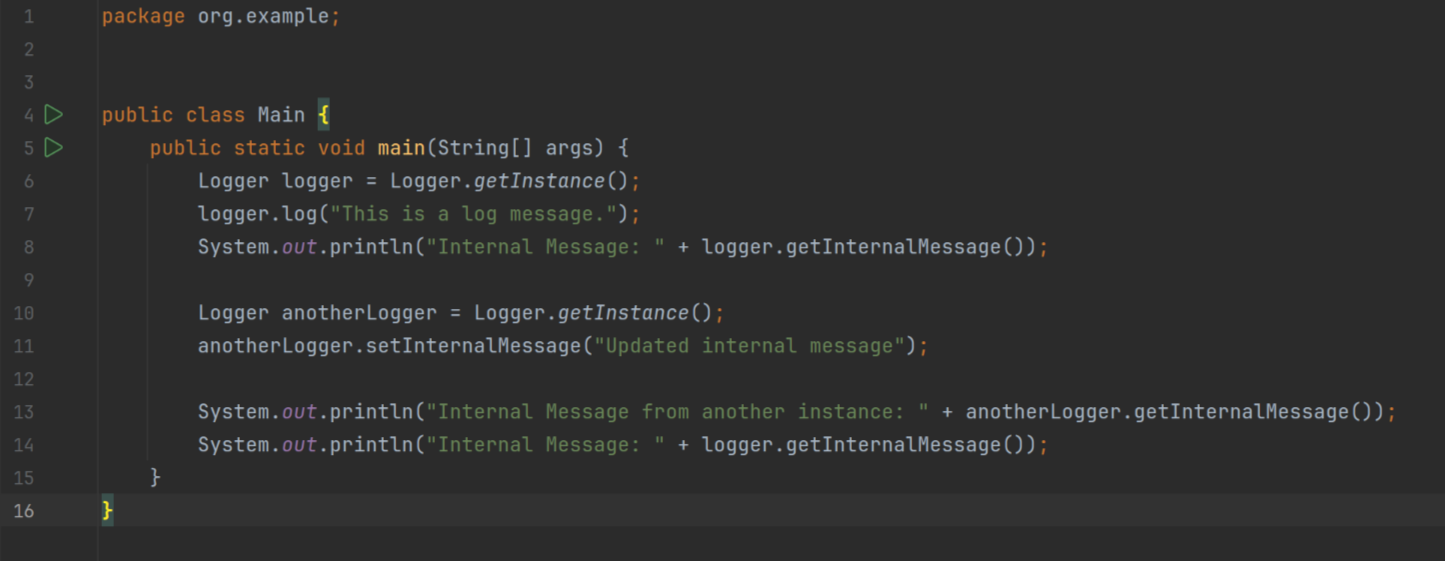 1 package org.example;
2
3
4 public class Main {
5     public static void main(String[] args) {
6         Logger logger = Logger.getInstance();
7         logger.log("This is a log message.");
8         System.out.println("Internal Message: " + logger.getInternalMessage());
9
10         Logger anotherLogger = Logger.getInstance();
11         anotherLogger.setInternalMessage("Updated internal message");
12
13         System.out.println("Internal Message from another instance: " + anotherLogger.getInternalMessage());
14         System.out.println("Internal Message: " + logger.getInternalMessage());
15     }
16 }